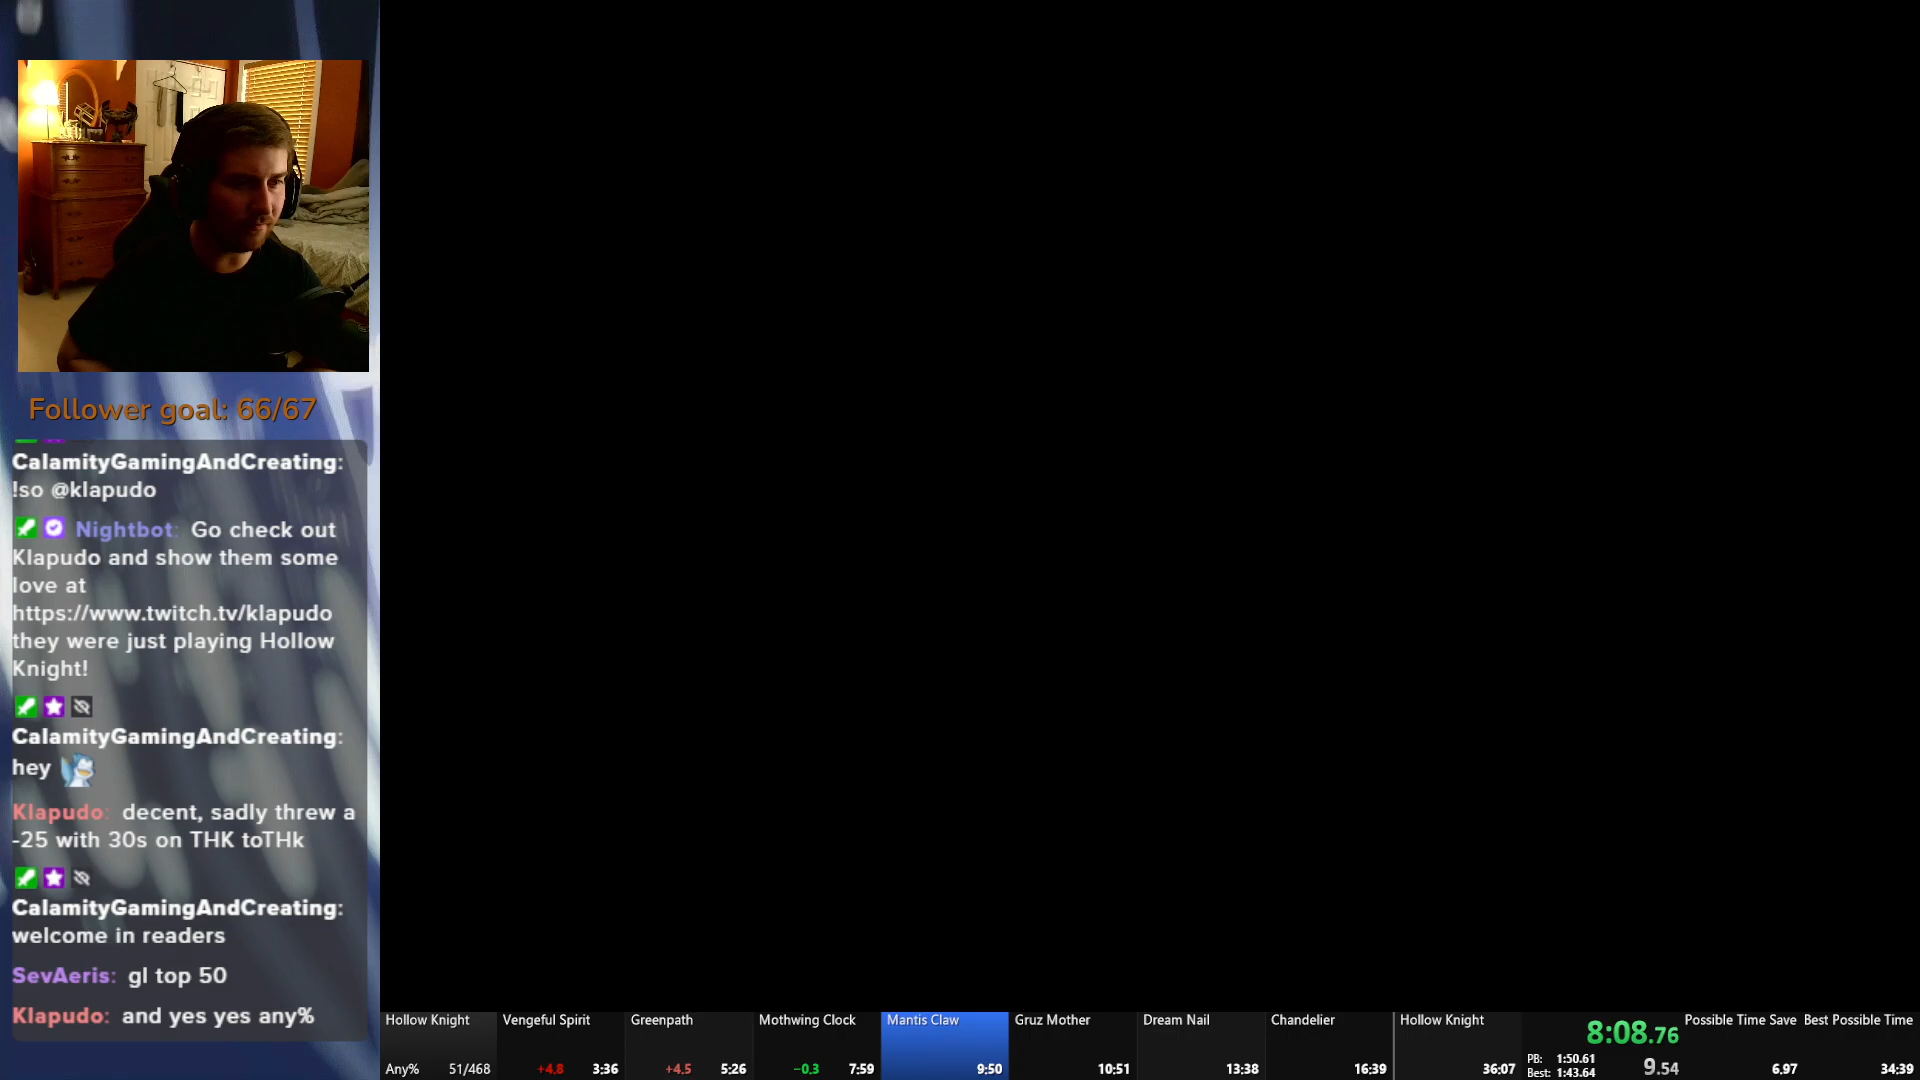 Follower goal: 66/67
CalamityGamingAndCreating:
!so @klapudo
Nightbot: Go check out
Klapudo and show them some
love at
https://www.twitch.tv/klapudo
they were just playing Hollow
Knight!
CalamityGamingAndCreating:
hey
Klapudo: decent, sadly threw a
-25 with 30s on THK toTHk
CalamityGamingAndCreating:
welcome in readers
SevAeris: gl top 50
Klapudo: and yes yes any%
Hollow Knight
Any% 51/468
Vengeful Spirit
+4.8 3:36
Greenpath
+4.5 5:26
Mothwing Clock
−0.3 7:59
Mantis Claw
9:50
Gruz Mother
10:51
Dream Nail
13:38
Chandelier
16:39
Hollow Knight
36:07
8:08.76
PB: 1:50.61
Best: 1:43.64
9.54
Possible Time Save
6.97
Best Possible Time
34:39